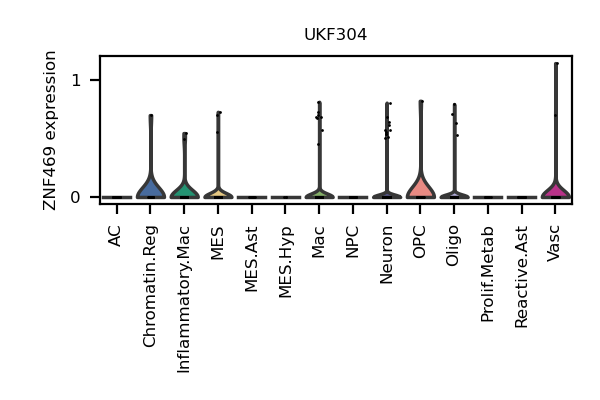 UKF304
ZNF469 expression
1
0
AC
Chromatin.Reg
Inflammatory.Mac
MES
MES.Ast
MES.Hyp
Mac
NPC
Neuron
OPC
Oligo
Prolif.Metab
Reactive.Ast
Vasc